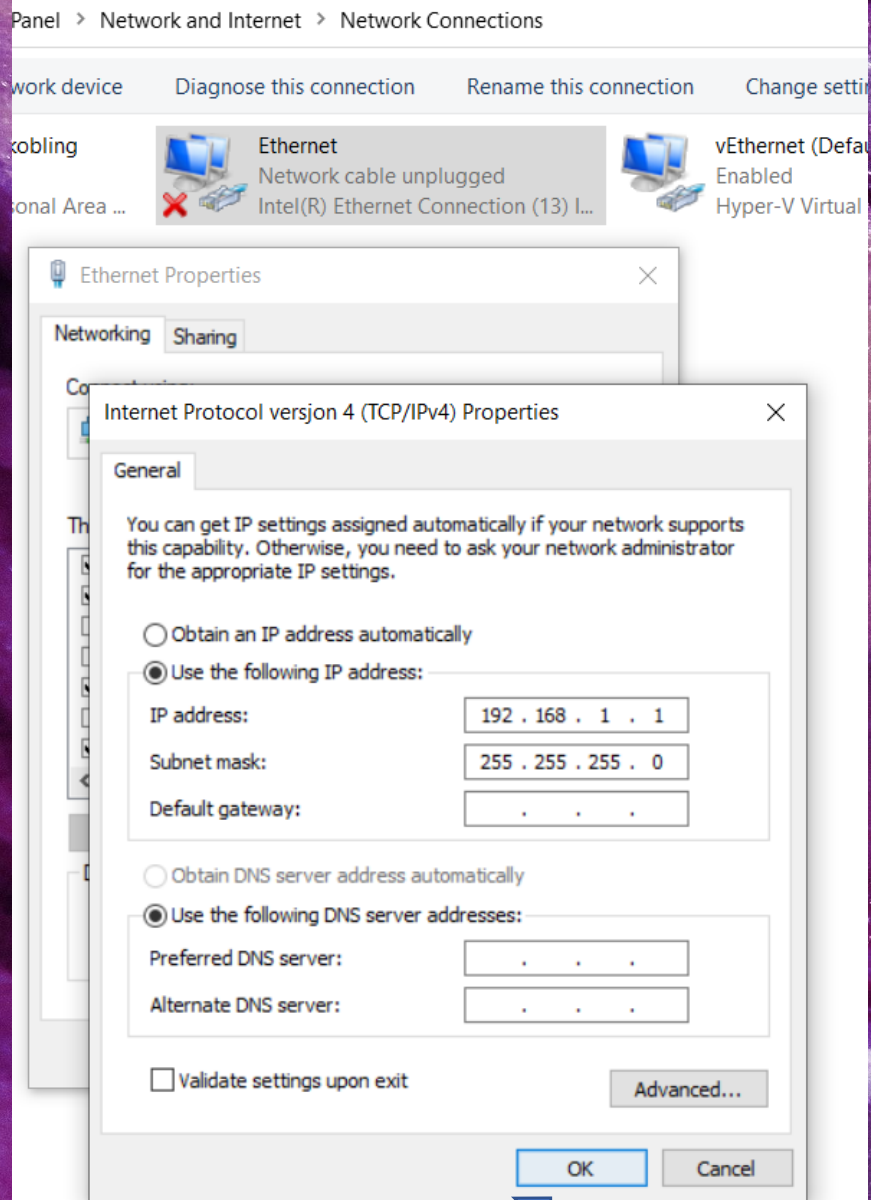 Panel > Network and Internet > Network Connections
work device Diagnose this connection Rename this connection Change
kobling
sonal Area ...
Ethernet
Network cable unplugged
Intel(R) Ethernet Connection (13) I...
vEthernet (Defau
Enabled
Hyper-V Virtual
Ethernet Properties
Networking Sharing
Internet Protocol versjon 4 (TCP/IPv4) Properties
General
You can get IP settings assigned automatically if your network supports
this capability. Otherwise, you need to ask your network administrator
for the appropriate IP settings.
Obtain an IP address automatically
Use the following IP address:
IP address: 192 . 168 . 1 . 1
Subnet mask: 255 . 255 . 255 . 0
Default gateway: . . .
Obtain DNS server address automatically
Use the following DNS server addresses:
Preferred DNS server: . . .
Alternate DNS server: . . .
Validate settings upon exit
Advanced...
OK Cancel